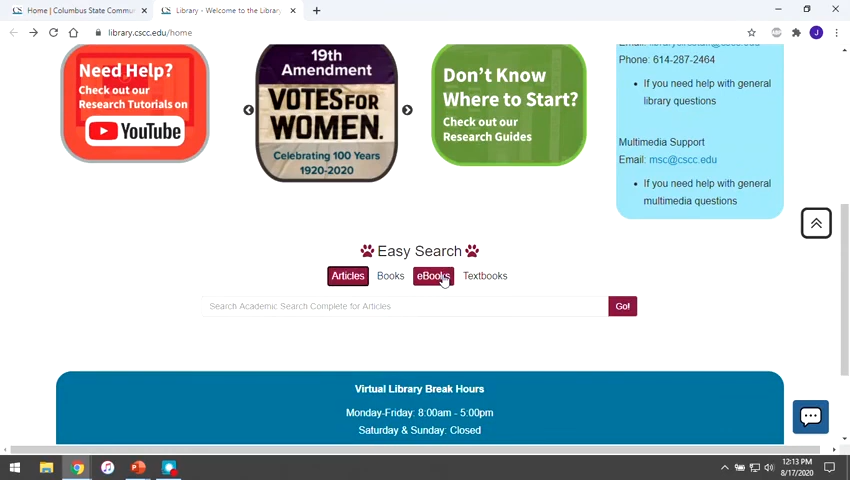 Home | Columbus State Commu
Library - Welcome to the Library
library.cscc.edu/home
Need Help?
Check out our
Research Tutorials on
YouTube
19th
Amendment
VOTES FOR
WOMEN.
Celebrating 100 Years
1920-2020
Don't Know
Where to Start?
Check out our
Research Guides
Phone: 614-287-2464
If you need help with general
library questions
Multimedia Support
Email: msc@cscc.edu
If you need help with general
multimedia questions
Easy Search
Articles Books eBooks Textbooks
Search Academic Search Complete for Articles Go!
Virtual Library Break Hours
Monday-Friday: 8:00am - 5:00pm
Saturday & Sunday: Closed
12:13 PM
8/17/2020